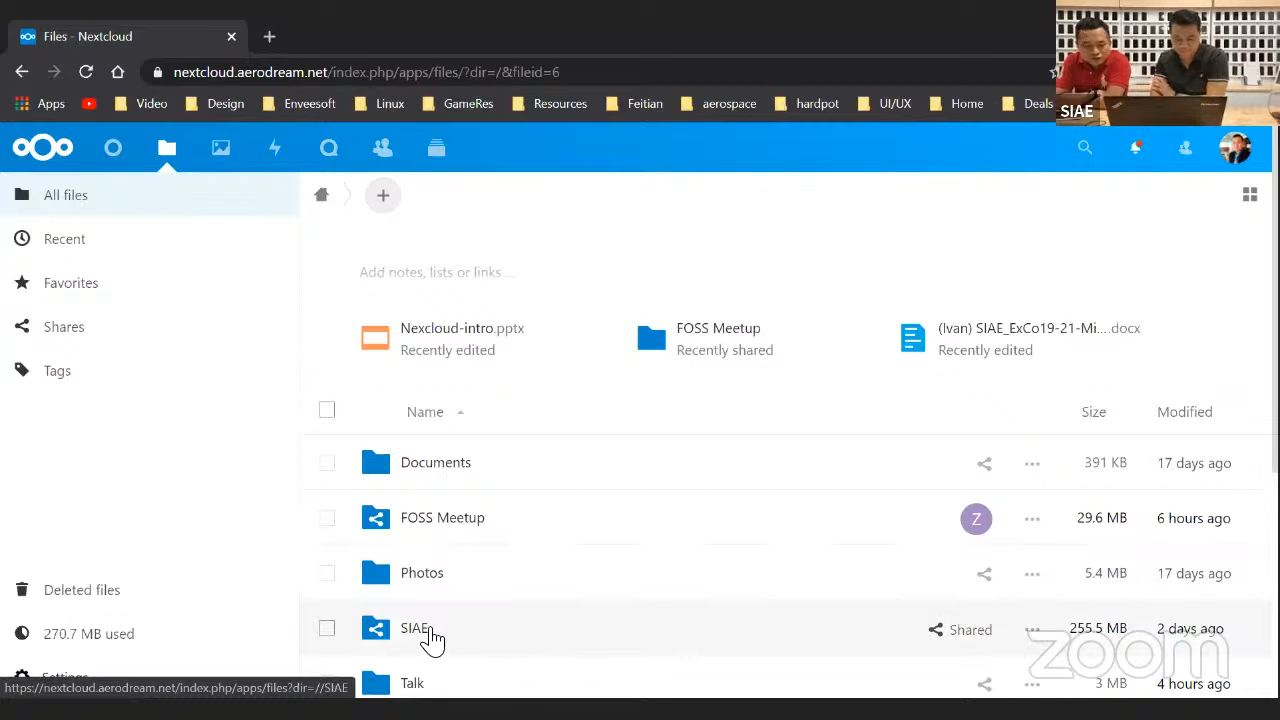 Files - Nextcloud
nextcloud.aerodream.net/index.php/apps/files/?dir=/&fileid=6
Apps Video Design Enveesoft Linux GameRes Resources Feitian aerospace hardpot UI/UX Home Deals
SIAE
All files
Recent
Favorites
Shares
Tags
Deleted files
270.7 MB used
Settings
https://nextcloud.aerodream.net/index.php/apps/files?dir=//SIAE
Add notes, lists or links ...
Nexcloud-intro.pptx
Recently edited
FOSS Meetup
Recently shared
(Ivan) SIAE_ExCo19-21-Mi....docx
Recently edited
Name Size Modified
Documents 391 KB 17 days ago
FOSS Meetup Z 29.6 MB 6 hours ago
Photos 5.4 MB 17 days ago
SIAE Shared 255.5 MB 2 days ago
Talk 3 MB 4 hours ago
zoom